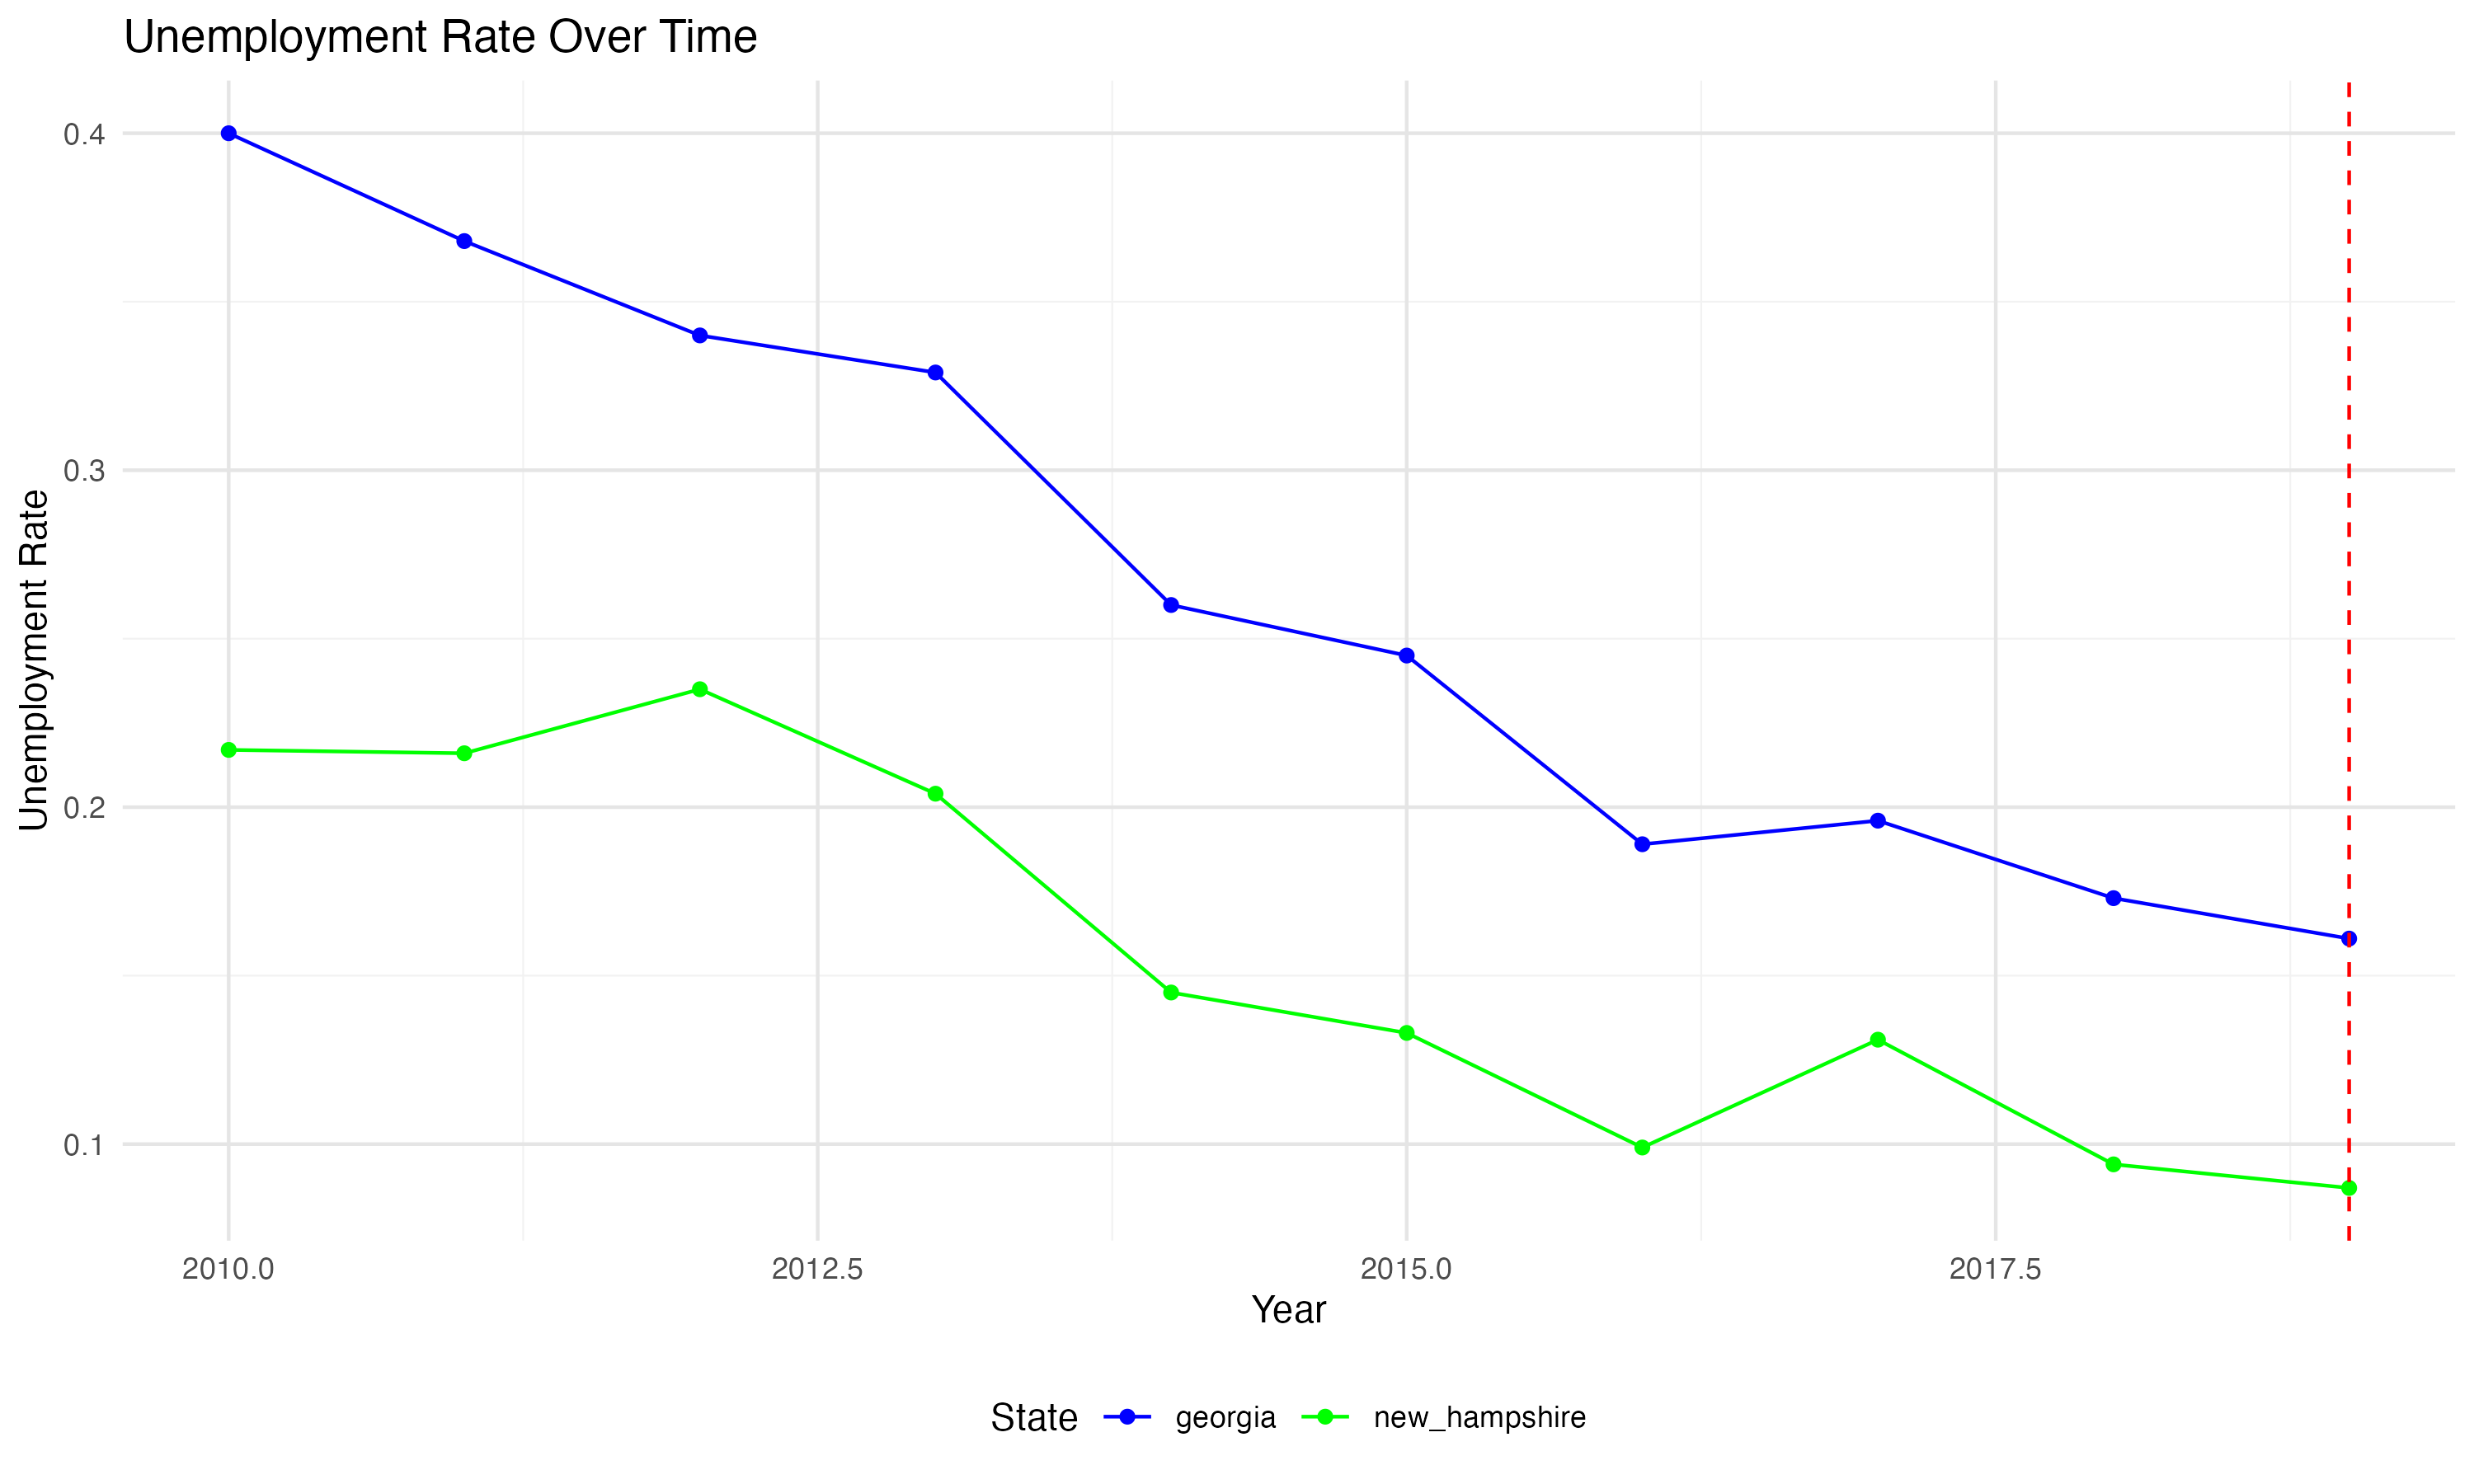 Unemployment Rate Over Time
Unemployment Rate
0.4
0.3
0.2
0.1
2010.0 2012.5 2015.0 2017.5
Year
State georgia new_hampshire